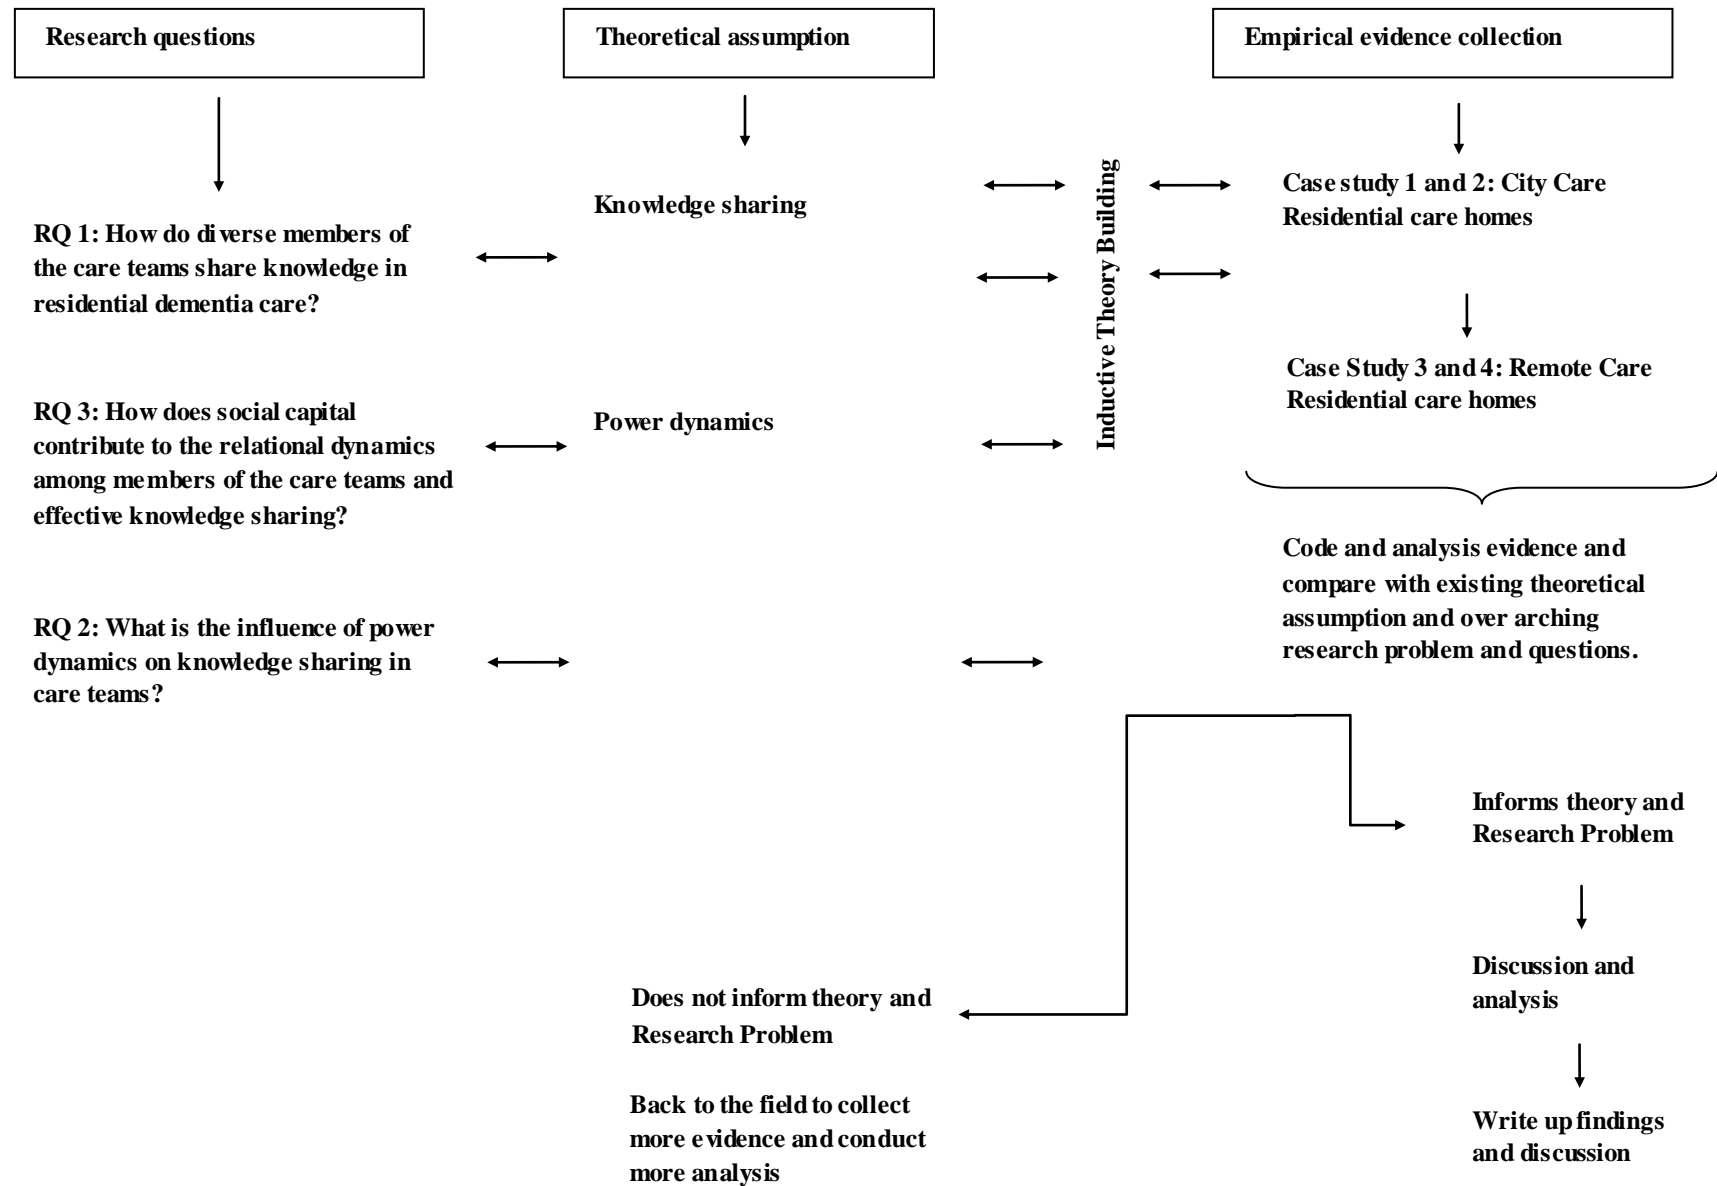 Research questions
Theoretical assumption
Empirical evidence collection
RQ 1: How do diverse members of
the care teams share knowledge in
residential dementia care?
RQ 3: How does social capital
contribute to the relational dynamics
among members of the care teams and
effective knowledge sharing?
RQ 2: What is the influence of power
dynamics on knowledge sharing in
care teams?
Knowledge sharing
Power dynamics
Inductive Theory Building
Case study 1 and 2: City Care
Residential care homes
Case Study 3 and 4: Remote Care
Residential care homes
Code and analysis evidence and
compare with existing theoretical
assumption and over arching
research problem and questions.
Does not inform theory and
Research Problem
Back to the field to collect
more evidence and conduct
more analysis
Informs theory and
Research Problem
Discussion and
analysis
Write up findings
and discussion